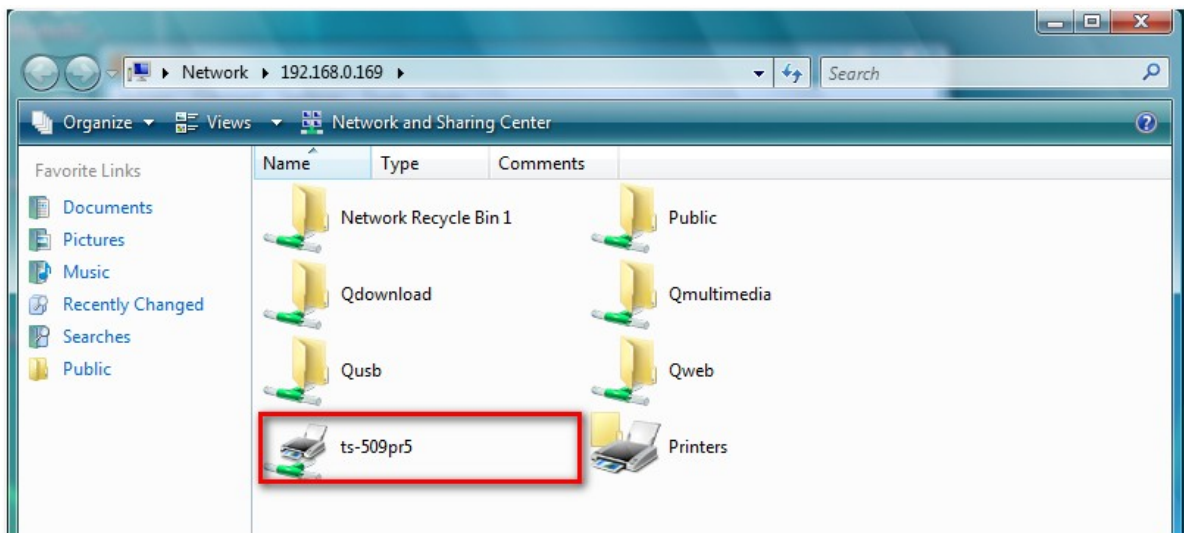 Network ▸ 192.168.0.169 ▸ Search
Organize Views Network and Sharing Center
Favorite Links
Documents
Pictures
Music
Recently Changed
Searches
Public
Name Type Comments
Network Recycle Bin 1 Public
Qdownload Qmultimedia
Qusb Qweb
ts-509pr5 Printers